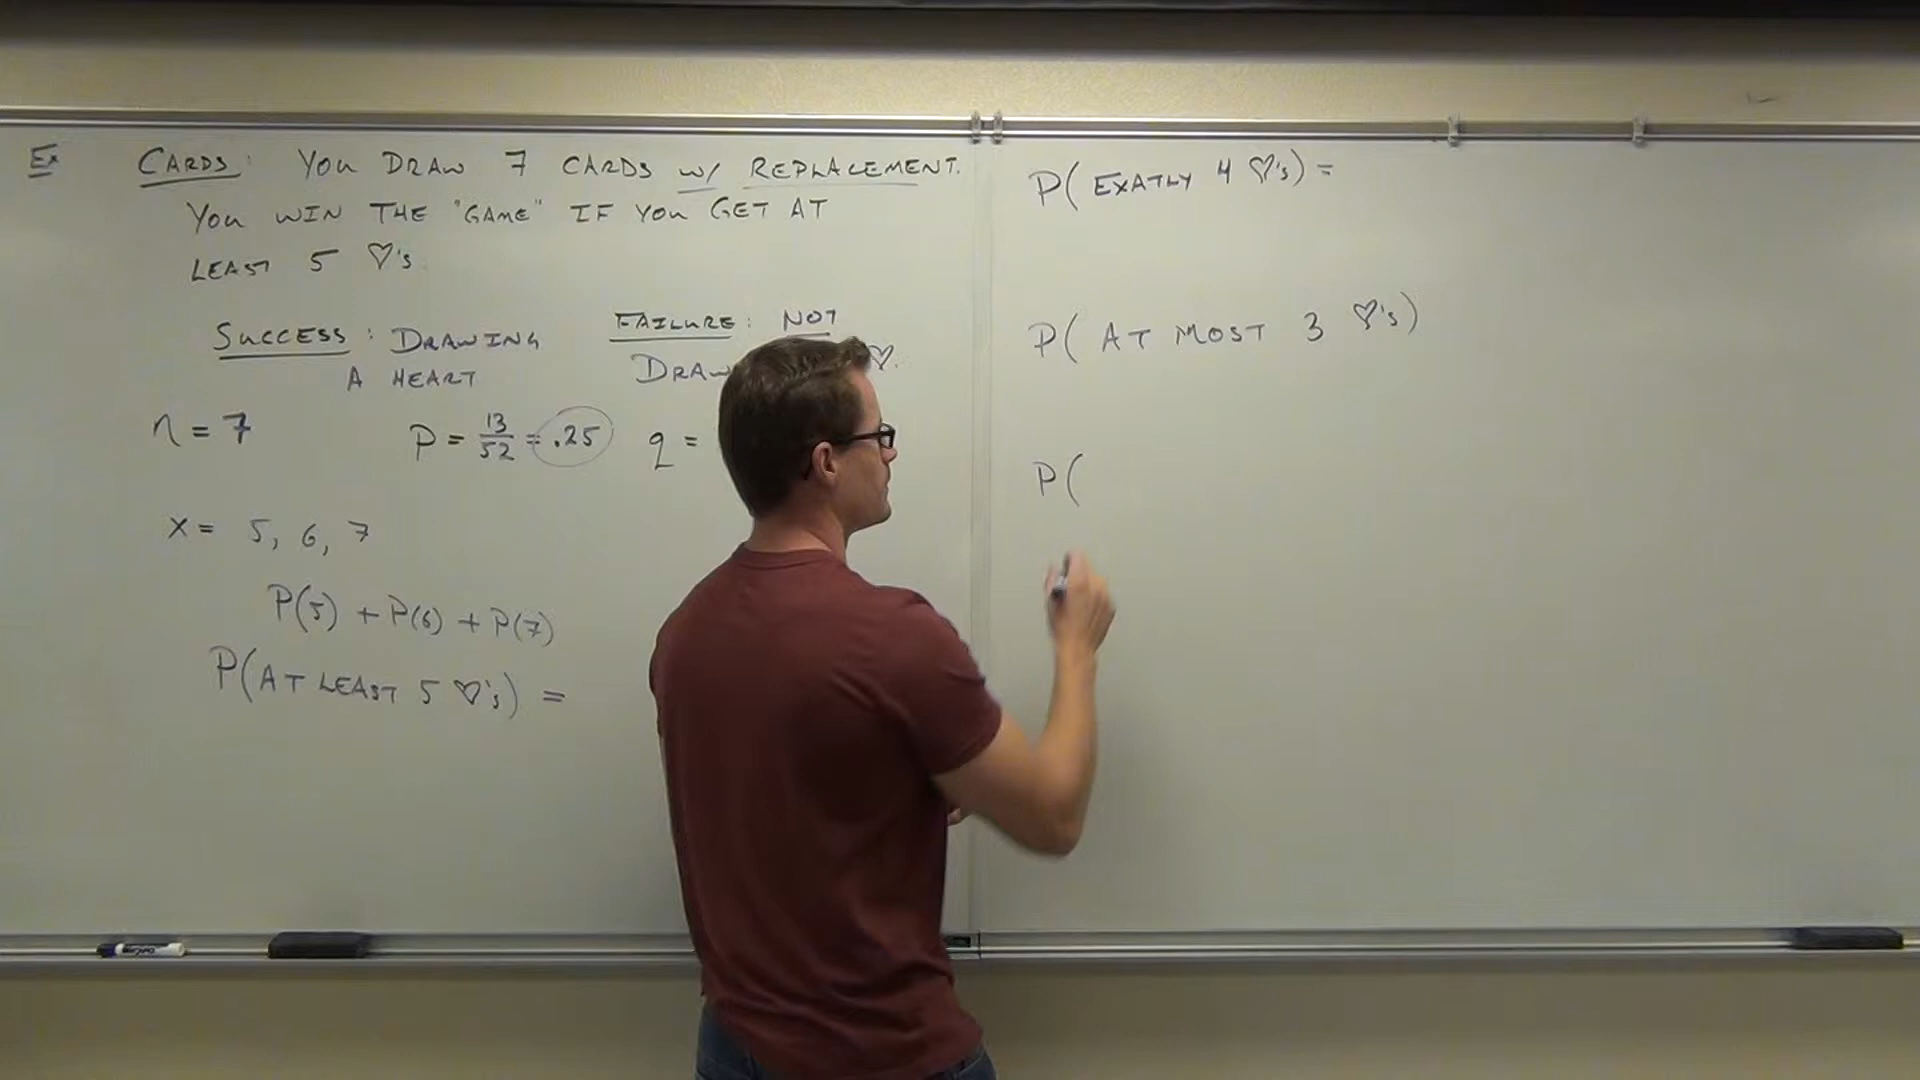 Ex CARDS: YOU DRAW 7 CARDS W/ REPLACEMENT.
YOU WIN THE "GAME" IF YOU GET AT
LEAST 5 ♡'s.
SUCCESS: DRAWING
A HEART
FAILURE: NOT
DRAW ♡.
n = 7
P = 13/52 = .25
q =
x = 5, 6, 7
P(5) + P(6) + P(7)
P(AT LEAST 5 ♡'s) =
P(EXATLY 4 ♡'s) =
P(AT MOST 3 ♡'s)
P(